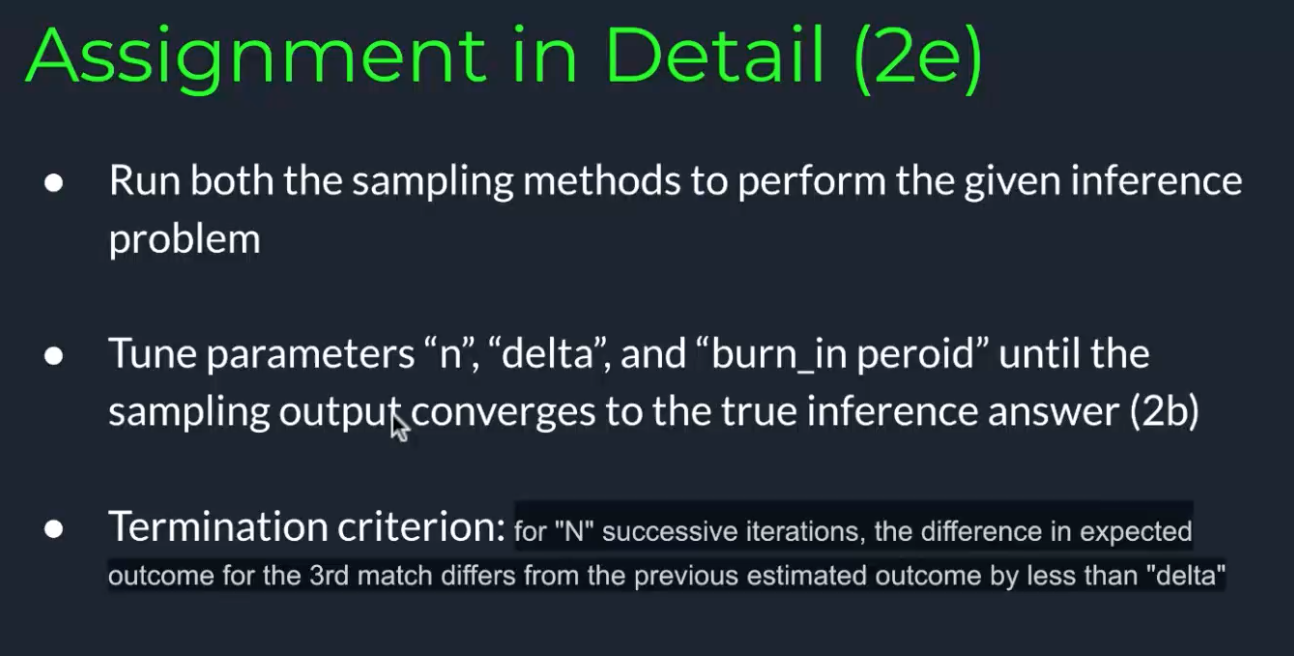 Assignment in Detail (2e)
● Run both the sampling methods to perform the given inference
problem
● Tune parameters “n”, “delta”, and “burn_in peroid” until the
sampling output converges to the true inference answer (2b)
● Termination criterion: for "N" successive iterations, the difference in expected
outcome for the 3rd match differs from the previous estimated outcome by less than "delta"